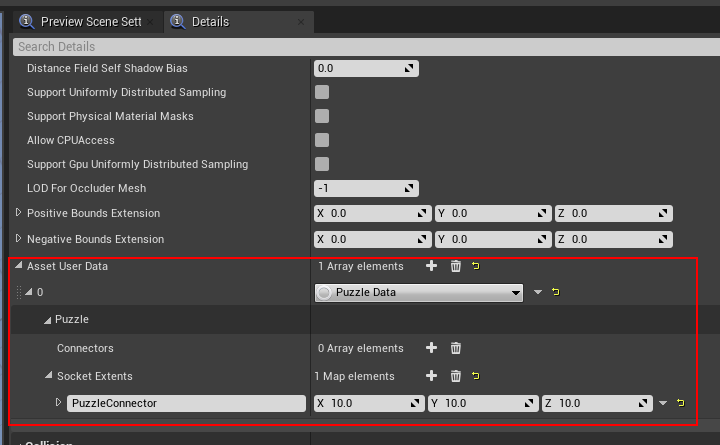 Preview Scene Sett
Details
Search Details
Distance Field Self Shadow Bias 0.0
Support Uniformly Distributed Sampling
Support Physical Material Masks
Allow CPUAccess
Support Gpu Uniformly Distributed Sampling
LOD For Occluder Mesh -1
Positive Bounds Extension X 0.0 Y 0.0 Z 0.0
Negative Bounds Extension X 0.0 Y 0.0 Z 0.0
Asset User Data 1 Array elements
0 Puzzle Data
Puzzle
Connectors 0 Array elements
Socket Extents 1 Map elements
PuzzleConnector X 10.0 Y 10.0 Z 10.0